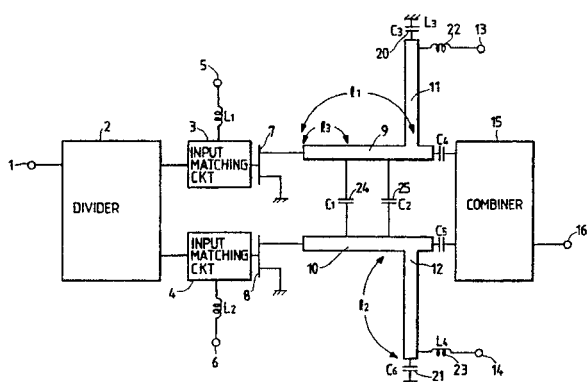 L3
C3
20
22
13
5
11
2
L1
3
7
ℓ1
ℓ3
9
C4
15
1
INPUT
MATCHING
CKT
DIVIDER
24
25
C1
C2
COMBINER
INPUT
MATCHING
CKT
10
C5
12
16
4
8
L2
ℓ2
6
L4
C6
21
23
14